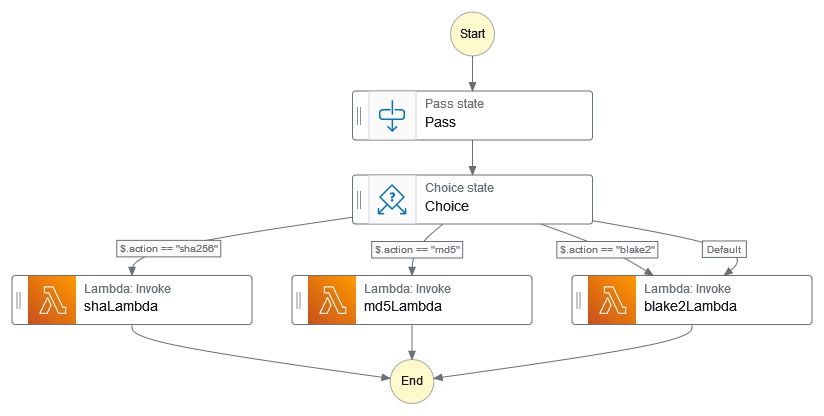 Start
Pass state
Pass
Choice state
Choice
$.action == "sha256"
$.action == "md5"
$.action == "blake2"
Default
Lambda: Invoke
shaLambda
Lambda: Invoke
md5Lambda
Lambda: Invoke
blake2Lambda
End